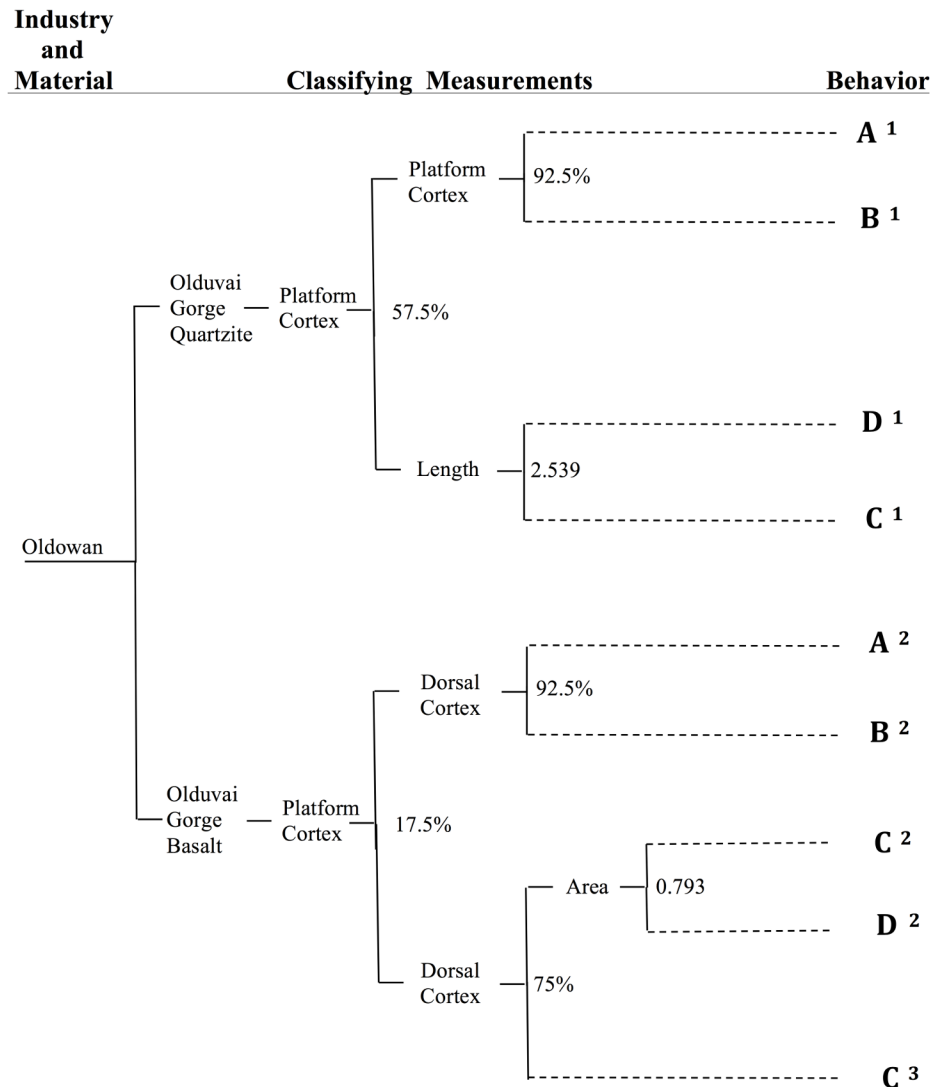 Industry
and
Material
Classifying Measurements
Behavior
A 1
Platform
Cortex
92.5%
B 1
Olduvai
Gorge
Quartzite
Platform
Cortex
57.5%
D 1
Length
2.539
C 1
Oldowan
A 2
Dorsal
Cortex
92.5%
B 2
Olduvai
Gorge
Basalt
Platform
Cortex
17.5%
C 2
Area
0.793
D 2
Dorsal
Cortex
75%
C 3